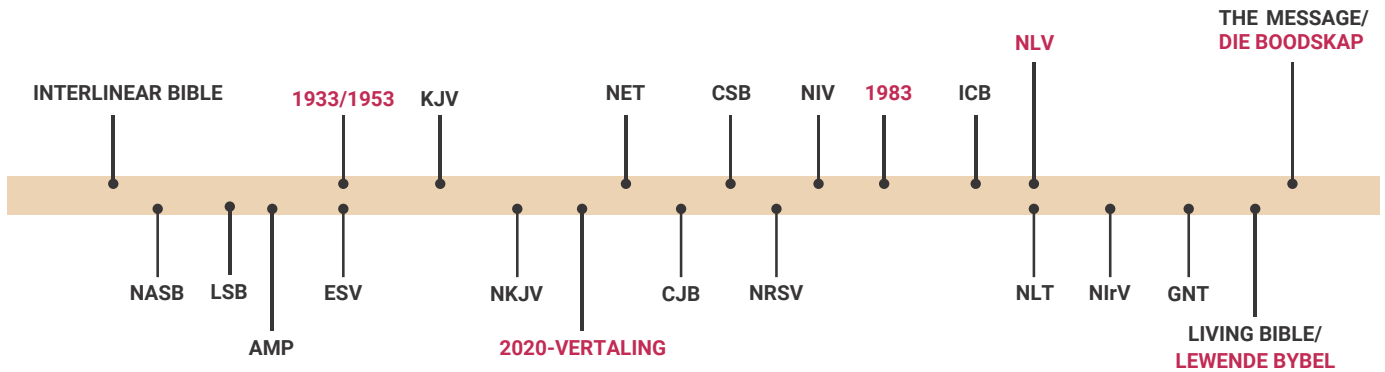 THE MESSAGE/
DIE BOODSKAP
NLV
INTERLINEAR BIBLE
1933/1953
KJV
NET
CSB
NIV
1983
ICB
NASB
LSB
ESV
NKJV
CJB
NRSV
NLT
NIrV
GNT
AMP
2020-VERTALING
LIVING BIBLE/
LEWENDE BYBEL